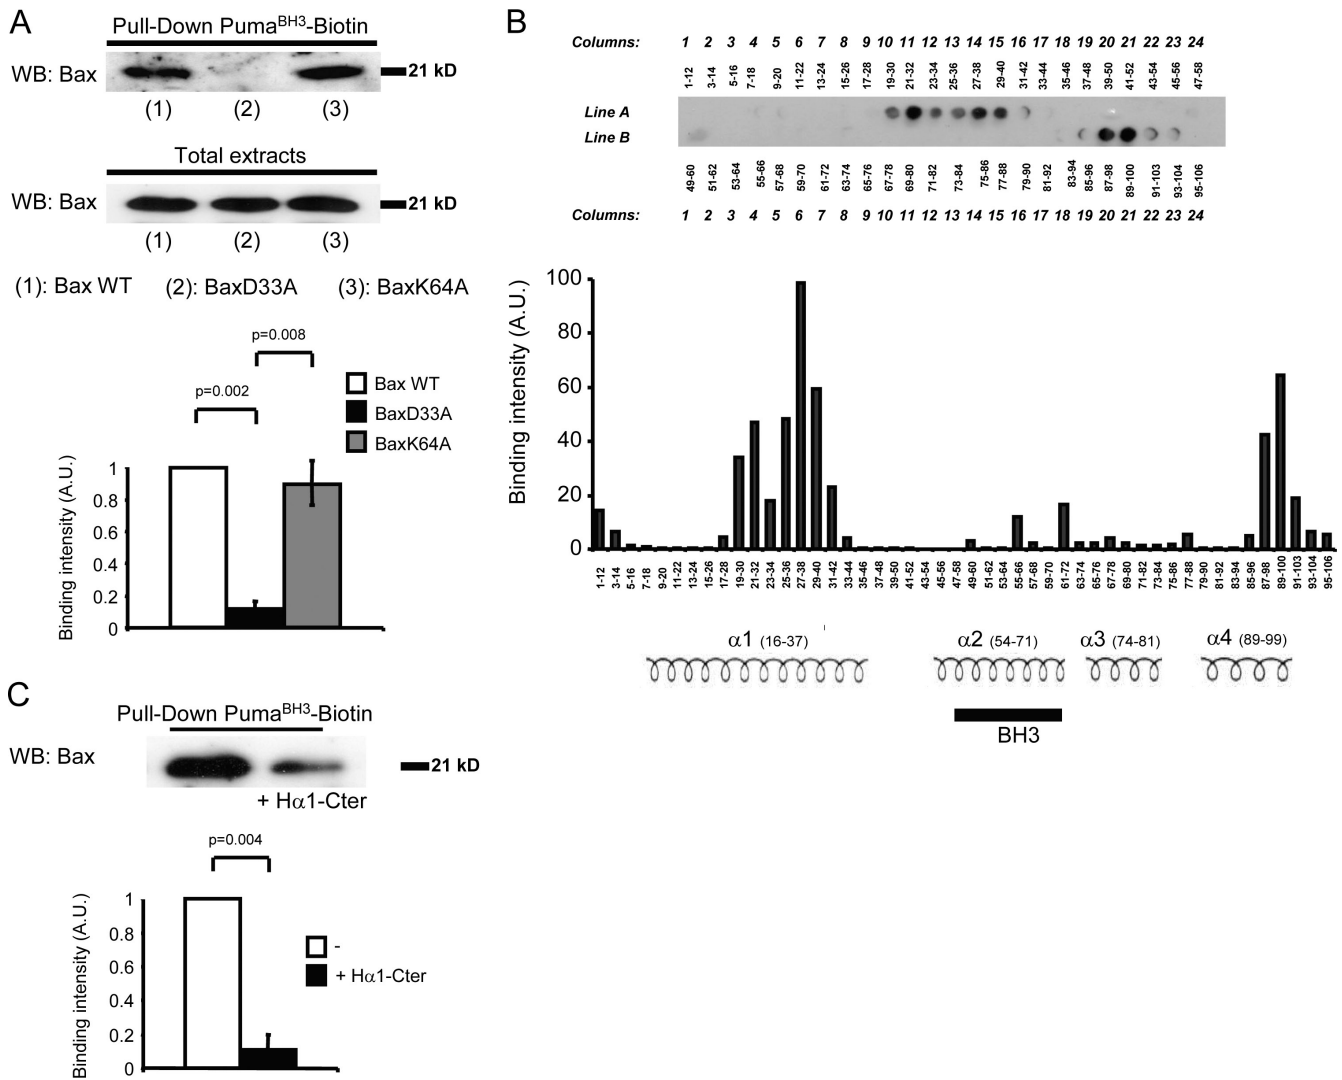 A
Pull-Down PumaBH3-Biotin
WB: Bax
21 kD
(1) (2) (3)
Total extracts
WB: Bax
21 kD
(1) (2) (3)
(1): Bax WT (2): BaxD33A (3): BaxK64A
p=0.008
p=0.002
Bax WT
BaxD33A
BaxK64A
Binding intensity (A.U.)
1
0.8
0.6
0.4
0.2
0
B
Columns: 1 2 3 4 5 6 7 8 9 10 11 12 13 14 15 16 17 18 19 20 21 22 23 24
1-12 3-14 5-16 7-18 9-20 11-22 13-24 15-26 17-28 19-30 21-32 23-34 25-36 27-38 29-40 31-42 33-44 35-46 37-48 39-50 41-52 43-54 45-56 47-58
Line A
Line B
49-60 51-62 53-64 55-66 57-68 59-70 61-72 63-74 65-76 67-78 69-80 71-82 73-84 75-86 77-88 79-90 81-92 83-94 85-96 87-98 89-100 91-103 93-104 95-106
Columns: 1 2 3 4 5 6 7 8 9 10 11 12 13 14 15 16 17 18 19 20 21 22 23 24
Binding intensity (A.U.)
100
80
60
40
20
0
1-12 3-14 5-16 7-18 9-20 11-22 13-24 15-26 17-28 19-30 21-32 23-34 25-36 27-38 29-40 31-42 33-44 35-46 37-48 39-50 41-52 43-54 45-56 47-58 49-60 51-62 53-64 55-66 57-68 59-70 61-72 63-74 65-76 67-78 69-80 71-82 73-84 75-86 77-88 79-90 81-92 83-94 85-96 87-98 89-100 91-103 93-104 95-106
α1 (16-37) α2 (54-71) α3 (74-81) α4 (89-99)
BH3
C
Pull-Down PumaBH3-Biotin
WB: Bax
21 kD
+ Hα1-Cter
p=0.004
Binding intensity (A.U.)
1
0.8
0.6
0.4
0.2
0
-
+ Hα1-Cter